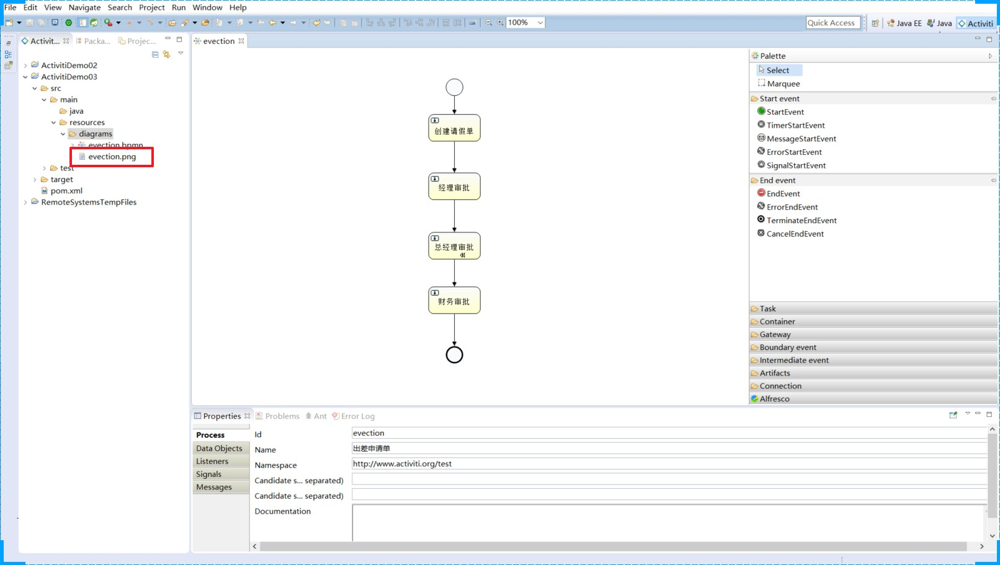 File Edit View Navigate Search Project Run Window Help
100%
Quick Access
Java EE
Java
Activiti
Activit...
Packa...
Projec...
ActivitiDemo02
ActivitiDemo03
src
main
java
resources
diagrams
evection.bpmn
evection.png
test
target
pom.xml
RemoteSystemsTempFiles
evection
创建请假单
经理审批
总经理审批
财务审批
Palette
Select
Marquee
Start event
StartEvent
TimerStartEvent
MessageStartEvent
ErrorStartEvent
SignalStartEvent
End event
EndEvent
ErrorEndEvent
TerminateEndEvent
CancelEndEvent
Task
Container
Gateway
Boundary event
Intermediate event
Artifacts
Connection
Alfresco
Properties
Problems
Ant
Error Log
Process
Data Objects
Listeners
Signals
Messages
Id evection
Name 出差申请单
Namespace http://www.activiti.org/test
Candidate s... separated)
Candidate s... separated)
Documentation